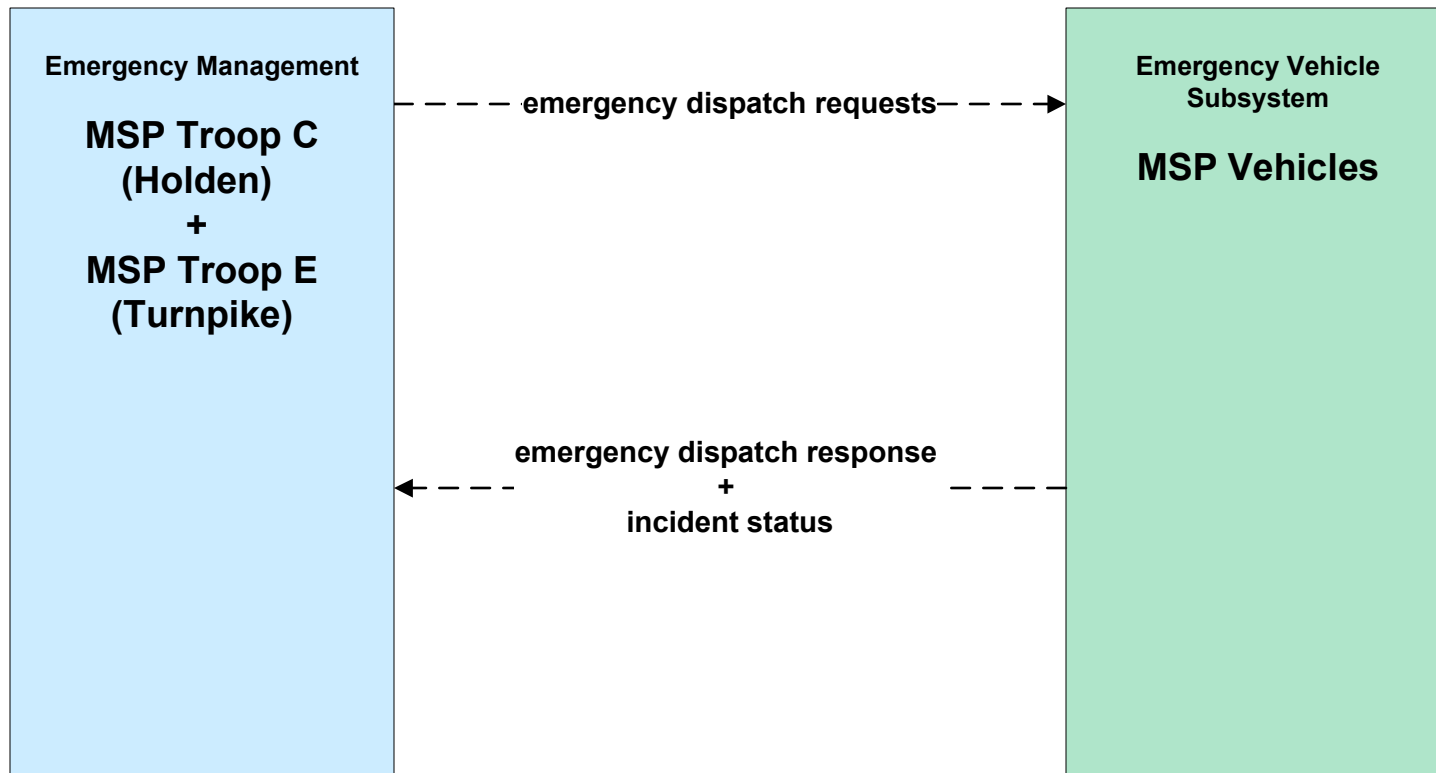 Emergency Management
MSP Troop C
(Holden)
+
MSP Troop E
(Turnpike)
emergency dispatch requests
emergency dispatch response
+
incident status
Emergency Vehicle
Subsystem
MSP Vehicles